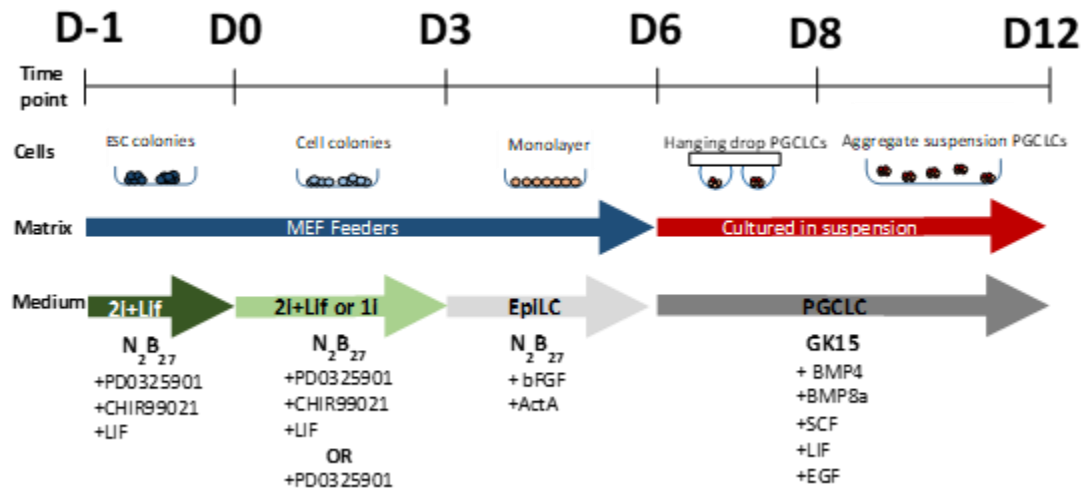 D-1 D0 D3 D6 D8 D12
Time point
Cells
ESC colonies
Cell colonies
Monolayer
Hanging drop PGCLCs
Aggregate suspension PGCLCs
Matrix
MEF Feeders
Cultured in suspension
Medium
2i+Lif
2i+Lif or 1i
EpiLC
PGCLC
N2B27
+PD0325901
+CHIR99021
+LIF
N2B27
+PD0325901
+CHIR99021
+LIF
OR
+PD0325901
N2B27
+ bFGF
+ActA
GK15
+ BMP4
+BMP8a
+SCF
+LIF
+EGF